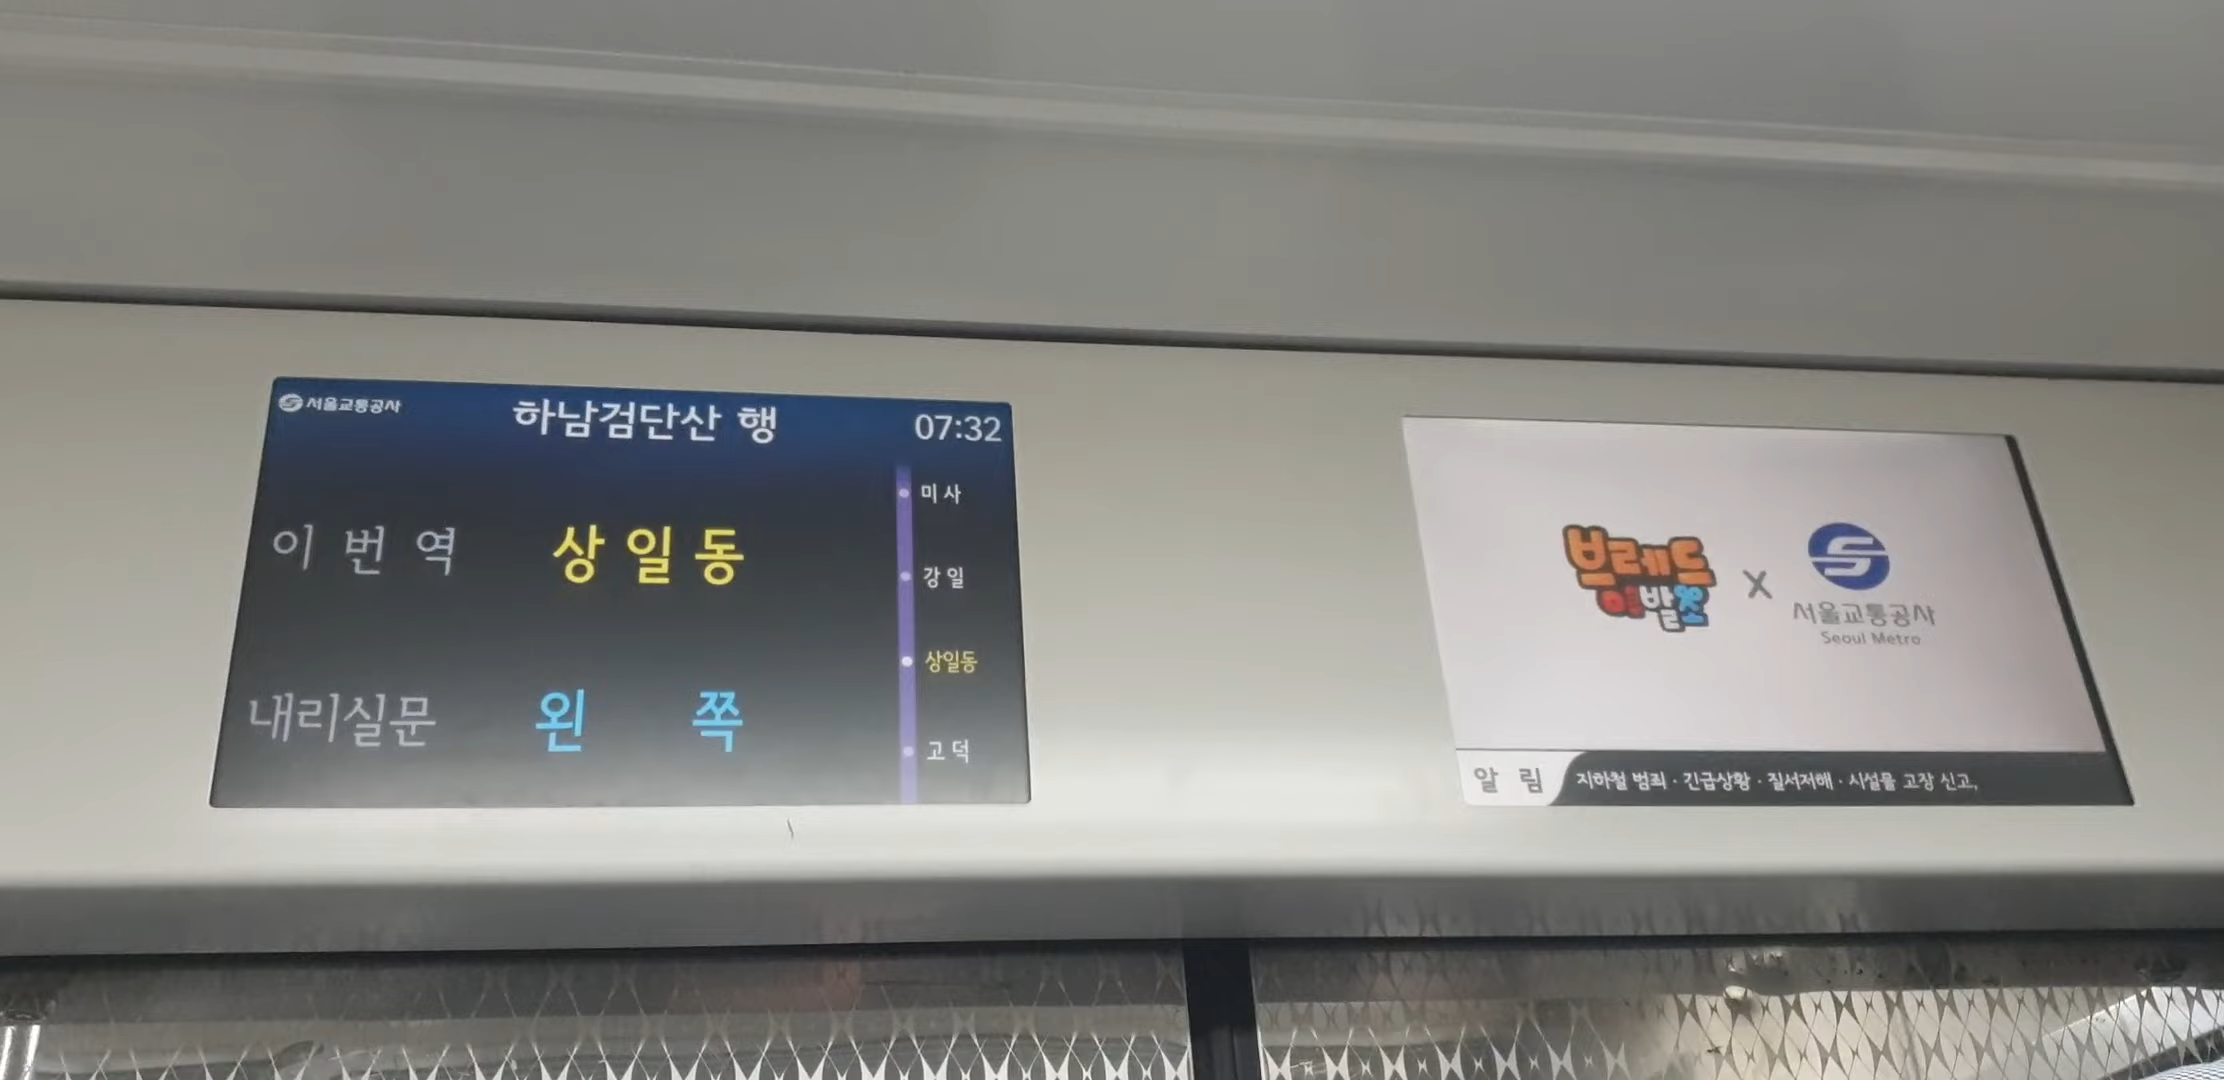 서울교통공사
하남검단산 행
07:32
이번역 상일동
내리실문 왼쪽
미사
강일
상일동
고덕
브레드
이발소
X
서울교통공사
Seoul Metro
알림 지하철 범죄 · 긴급상황 · 질서저해 · 시설물 고장 신고,